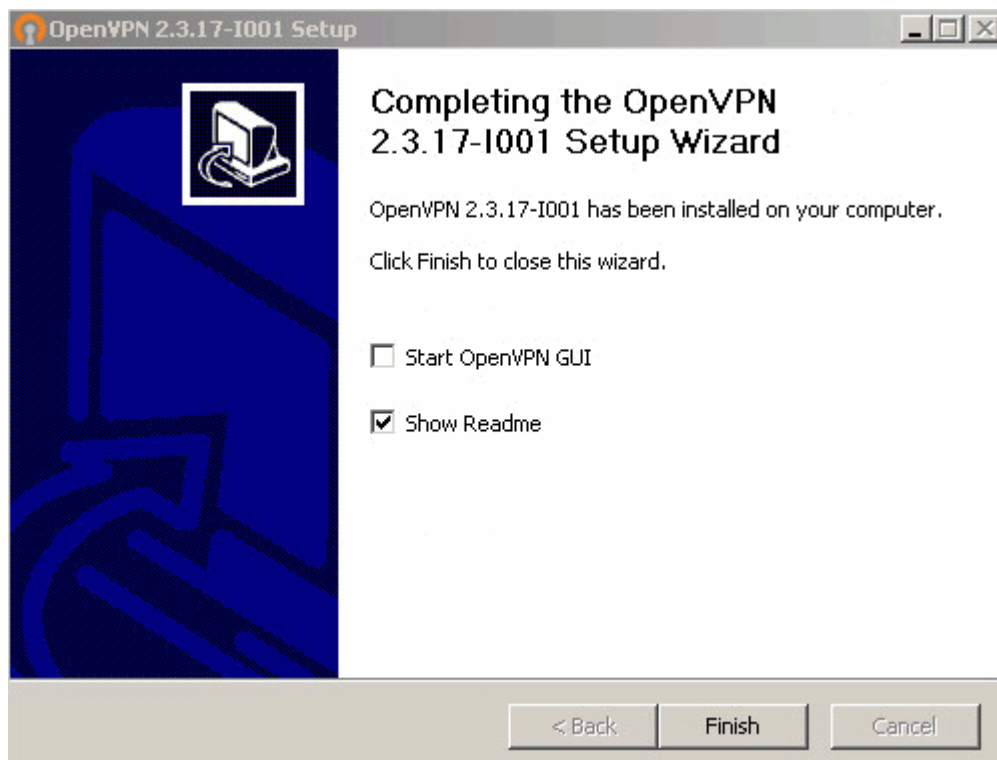 OpenVPN 2.3.17-I001 Setup
Completing the OpenVPN
2.3.17-I001 Setup Wizard
OpenVPN 2.3.17-I001 has been installed on your computer.
Click Finish to close this wizard.
Start OpenVPN GUI
Show Readme
< Back
Finish
Cancel